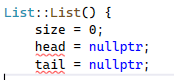 List::List() {
    size = 0;
    head = nullptr;
    tail = nullptr;